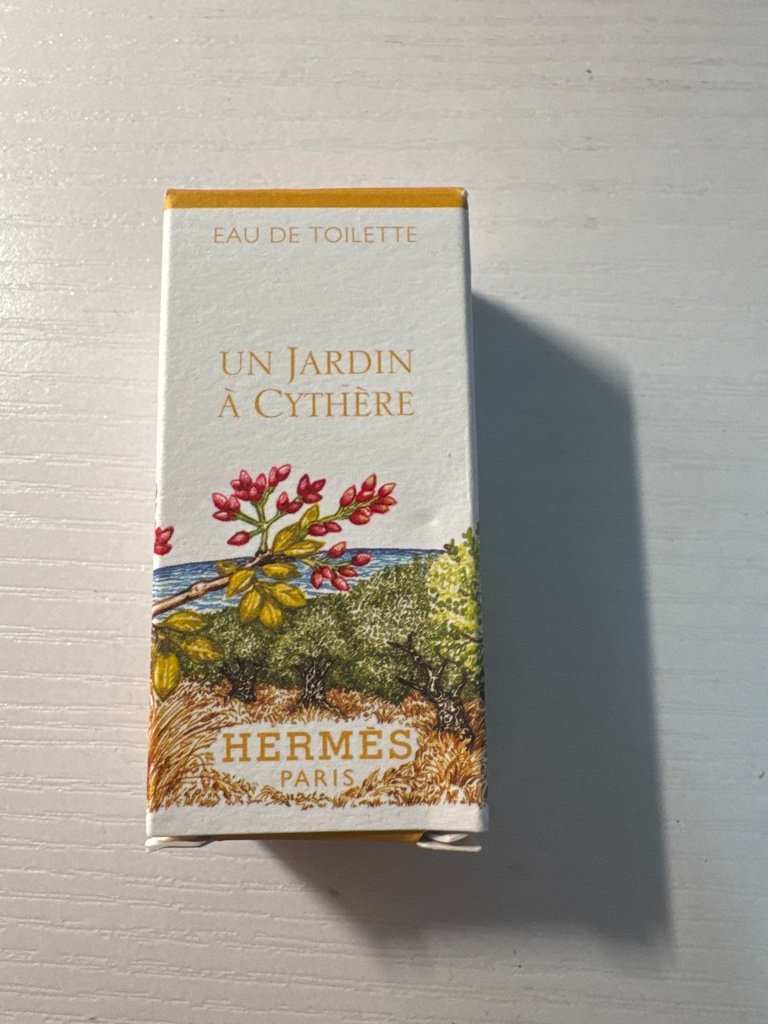 EAU DE TOILETTE
UN JARDIN
À CYTHÈRE
HERMÈS
PARIS